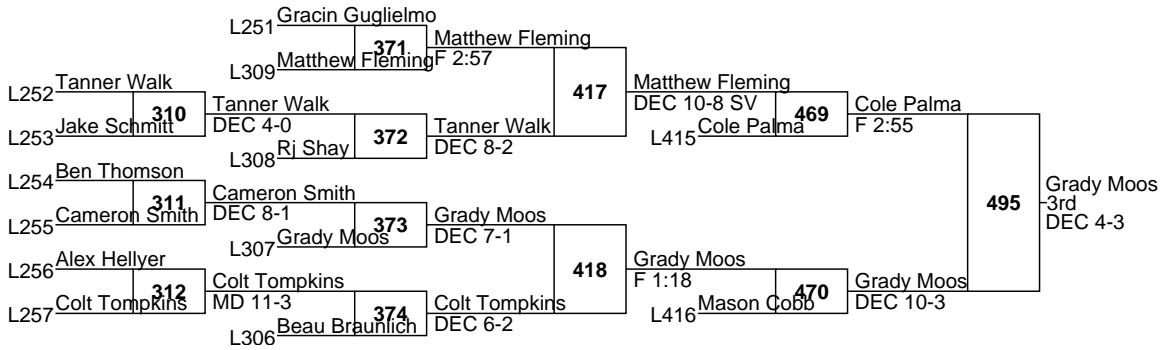 L251 Gracin Guglielmo
371
L309 Matthew Fleming
Matthew Fleming
F 2:57
L252 Tanner Walk
310
L253 Jake Schmitt
Tanner Walk
DEC 4-0
372
L308 Rj Shay
Tanner Walk
DEC 8-2
417
Matthew Fleming
DEC 10-8 SV
469
L415 Cole Palma
Cole Palma
F 2:55
L254 Ben Thomson
311
L255 Cameron Smith
Cameron Smith
DEC 8-1
373
L307 Grady Moos
Grady Moos
DEC 7-1
L256 Alex Hellyer
312
L257 Colt Tompkins
Colt Tompkins
MD 11-3
374
L306 Beau Braunlich
Colt Tompkins
DEC 6-2
418
Grady Moos
F 1:18
470
L416 Mason Cobb
Grady Moos
DEC 10-3
495
Grady Moos
3rd
DEC 4-3